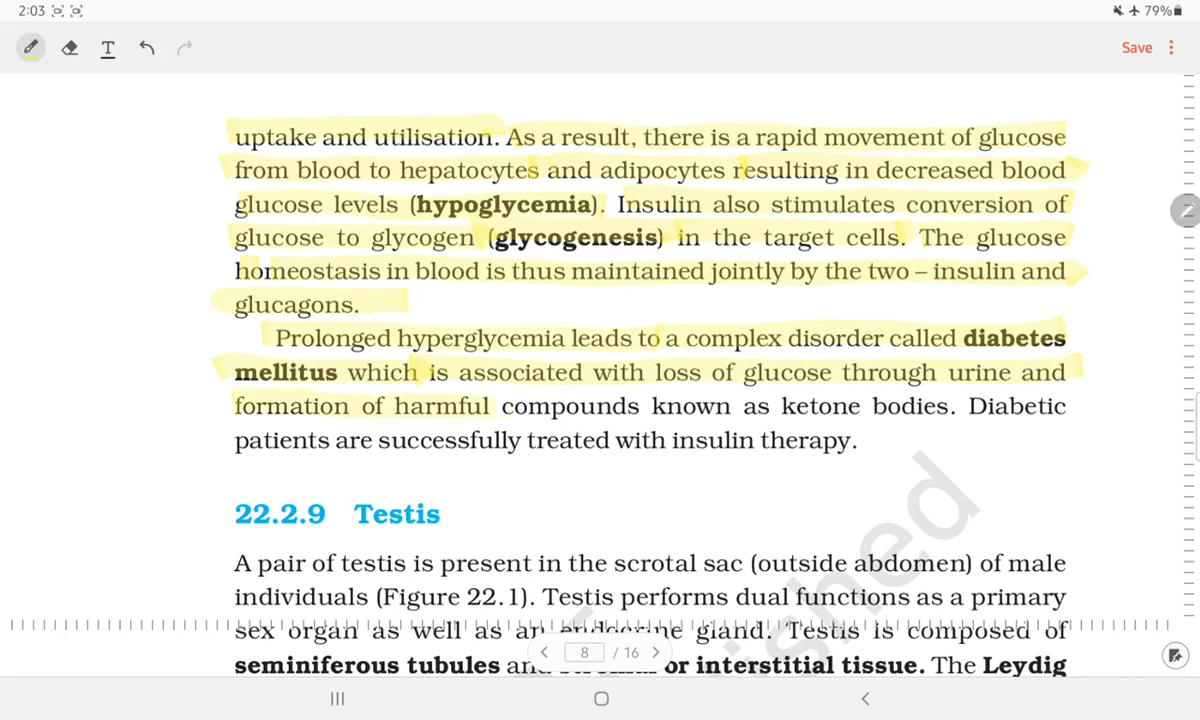 2:03
79%
T
Save
uptake and utilisation. As a result, there is a rapid movement of glucose
from blood to hepatocytes and adipocytes resulting in decreased blood
glucose levels (hypoglycemia). Insulin also stimulates conversion of
glucose to glycogen (glycogenesis) in the target cells. The glucose
homeostasis in blood is thus maintained jointly by the two – insulin and
glucagons.
Prolonged hyperglycemia leads to a complex disorder called diabetes
mellitus which is associated with loss of glucose through urine and
formation of harmful compounds known as ketone bodies. Diabetic
patients are successfully treated with insulin therapy.
22.2.9 Testis
A pair of testis is present in the scrotal sac (outside abdomen) of male
individuals (Figure 22.1). Testis performs dual functions as a primary
sex organ as well as an endocrine gland. Testis is composed of
seminiferous tubules or interstitial tissue. The Leydig
8 / 16